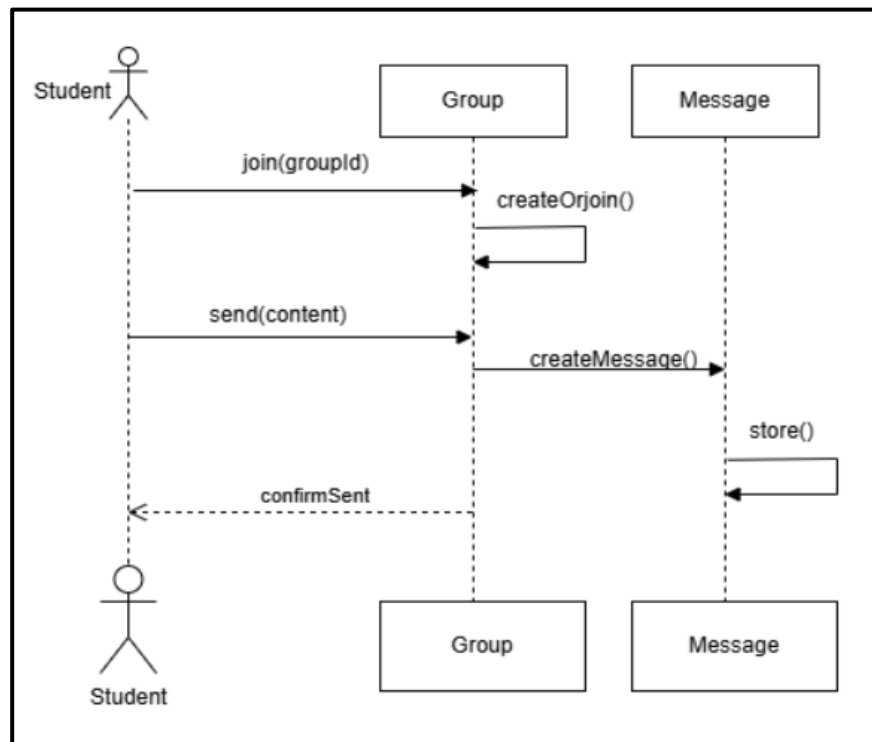 Student
Group
Message
join(groupId)
createOrjoin()
send(content)
createMessage()
store()
confirmSent
Group
Message
Student